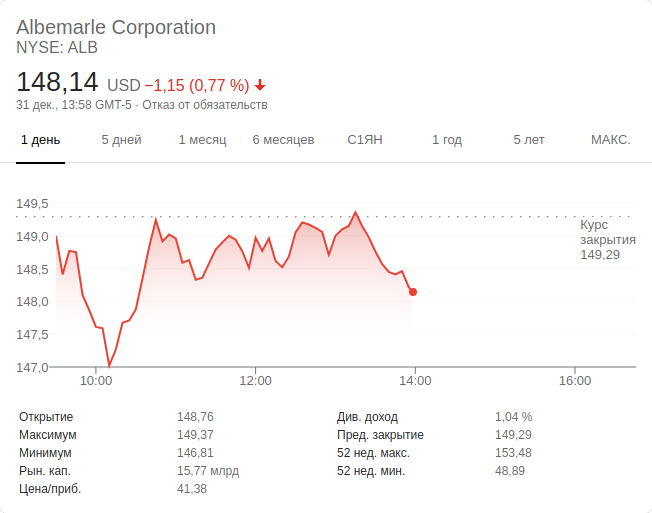 Albemarle Corporation
NYSE: ALB
148,14 USD −1,15 (0,77 %)
31 дек., 13:58 GMT-5 · Отказ от обязательств
1 день 5 дней 1 месяц 6 месяцев С1ЯН 1 год 5 лет МАКС.
149,5
149,0
148,5
148,0
147,5
147,0
Курс
закрытия
149,29
10:00 12:00 14:00 16:00
Открытие 148,76 Див. доход 1,04 %
Максимум 149,37 Пред. закрытие 149,29
Минимум 146,81 52 нед. макс. 153,48
Рын. кап. 15,77 млрд 52 нед. мин. 48,89
Цена/приб. 41,38